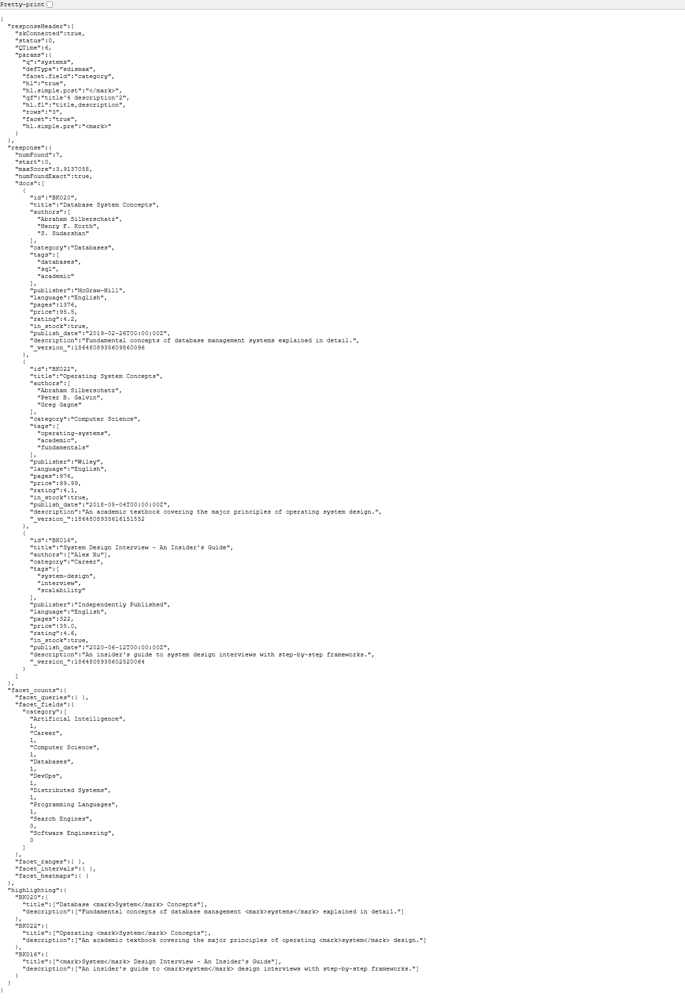 Pretty-print
{
  "responseHeader":{
    "zkConnected":true,
    "status":0,
    "QTime":6,
    "params":{
      "q":"systems",
      "defType":"edismax",
      "facet.field":"category",
      "hl":"true",
      "hl.simple.post":"</mark>",
      "qf":"title^4 description^2",
      "hl.fl":"title,description",
      "rows":"3",
      "facet":"true",
      "hl.simple.pre":"<mark>"
    }
  },
  "response":{
    "numFound":7,
    "start":0,
    "maxScore":3.9137058,
    "numFoundExact":true,
    "docs":[
      {
        "id":"BK020",
        "title":"Database System Concepts",
        "authors":[
          "Abraham Silberschatz",
          "Henry F. Korth",
          "S. Sudarshan"
        ],
        "category":"Databases",
        "tags":[
          "databases",
          "sql",
          "academic"
        ],
        "publisher":"McGraw-Hill",
        "language":"English",
        "pages":1376,
        "price":95.5,
        "rating":4.2,
        "in_stock":true,
        "publish_date":"2019-02-26T00:00:00Z",
        "description":"Fundamental concepts of database management systems explained in detail.",
        "_version_":1864808935609860096
      },
      {
        "id":"BK022",
        "title":"Operating System Concepts",
        "authors":[
          "Abraham Silberschatz",
          "Peter B. Galvin",
          "Greg Gagne"
        ],
        "category":"Computer Science",
        "tags":[
          "operating-systems",
          "academic",
          "fundamentals"
        ],
        "publisher":"Wiley",
        "language":"English",
        "pages":976,
        "price":99.99,
        "rating":4.1,
        "in_stock":true,
        "publish_date":"2018-05-04T00:00:00Z",
        "description":"An academic textbook covering the major principles of operating system design.",
        "_version_":1864808935616151552
      },
      {
        "id":"BK016",
        "title":"System Design Interview - An Insider's Guide",
        "authors":["Alex Xu"],
        "category":"Career",
        "tags":[
          "system-design",
          "interview",
          "scalability"
        ],
        "publisher":"Independently Published",
        "language":"English",
        "pages":322,
        "price":35.0,
        "rating":4.6,
        "in_stock":true,
        "publish_date":"2020-06-12T00:00:00Z",
        "description":"An insider's guide to system design interviews with step-by-step frameworks.",
        "_version_":1864808935602520064
      }
    ]
  },
  "facet_counts":{
    "facet_queries":{ },
    "facet_fields":{
      "category":[
        "Artificial Intelligence",
        1,
        "Career",
        1,
        "Computer Science",
        1,
        "Databases",
        1,
        "DevOps",
        1,
        "Distributed Systems",
        1,
        "Programming Languages",
        1,
        "Search Engines",
        0,
        "Software Engineering",
        0
      ]
    },
    "facet_ranges":{ },
    "facet_intervals":{ },
    "facet_heatmaps":{ }
  },
  "highlighting":{
    "BK020":{
      "title":["Database <mark>System</mark> Concepts"],
      "description":["Fundamental concepts of database management <mark>systems</mark> explained in detail."]
    },
    "BK022":{
      "title":["Operating <mark>System</mark> Concepts"],
      "description":["An academic textbook covering the major principles of operating <mark>system</mark> design."]
    },
    "BK016":{
      "title":["<mark>System</mark> Design Interview - An Insider's Guide"],
      "description":["An insider's guide to <mark>system</mark> design interviews with step-by-step frameworks."]
    }
  }
}